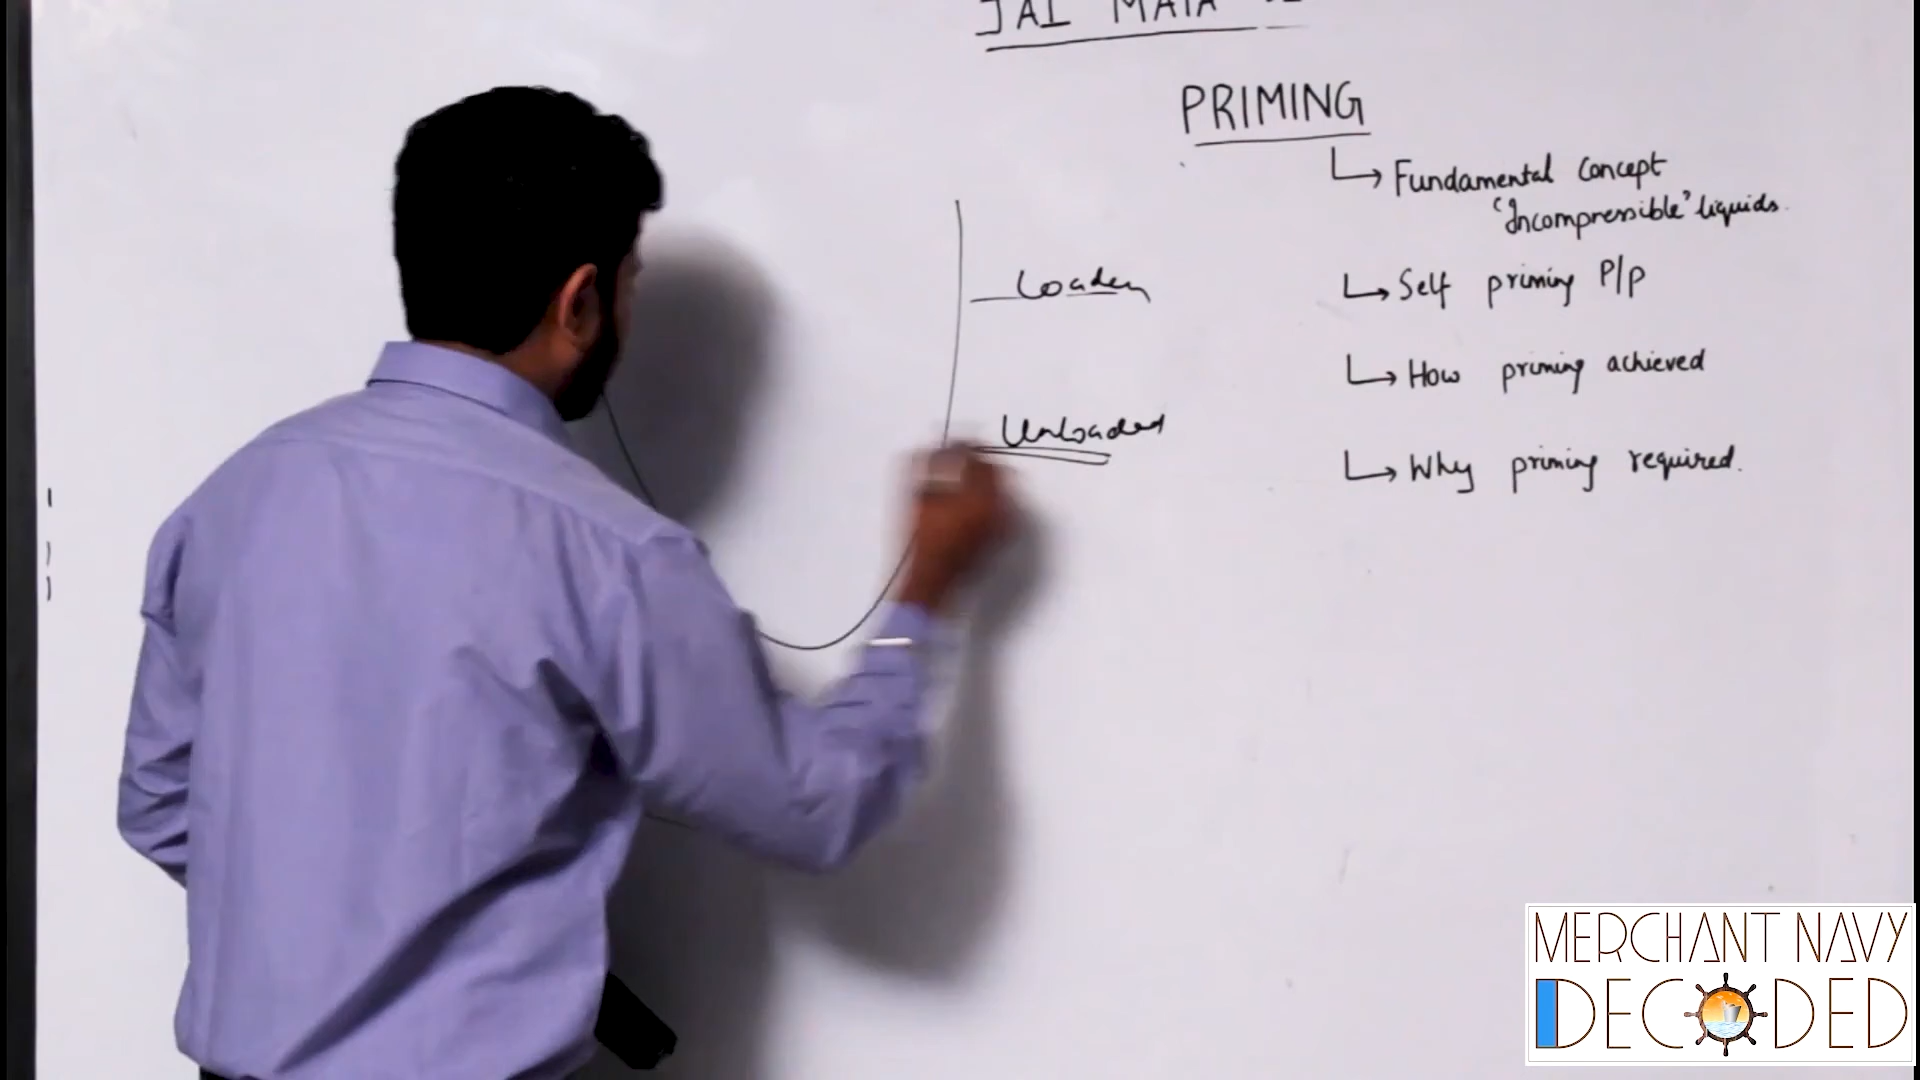 JAI MATA
PRIMING
Fundamental Concept
"Incompressible" liquids.
Loaden
Self priming P/p
How priming achieved
Unloaded
Why priming required.
MERCHANT NAVY
DECODED